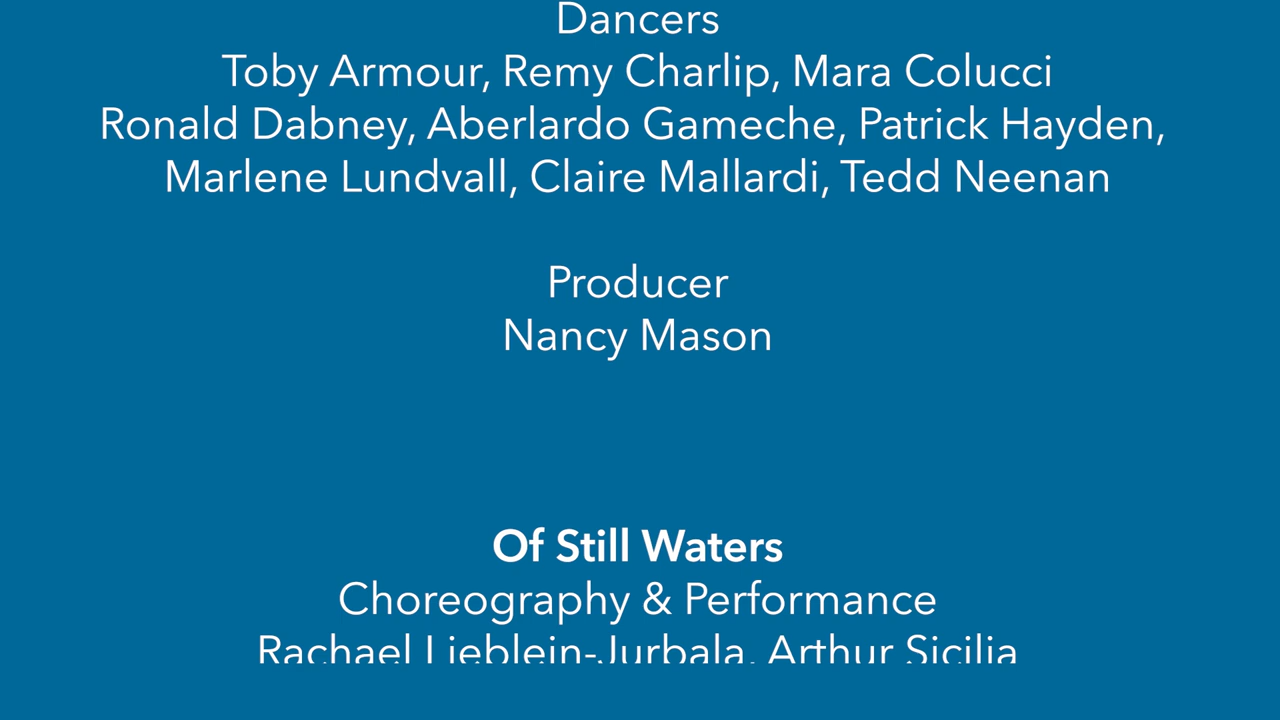 Dancers
Toby Armour, Remy Charlip, Mara Colucci
Ronald Dabney, Aberlardo Gameche, Patrick Hayden,
Marlene Lundvall, Claire Mallardi, Tedd Neenan
Producer
Nancy Mason
Of Still Waters
Choreography & Performance
Rachael Lieblein-Jurbala, Arthur Sicilia